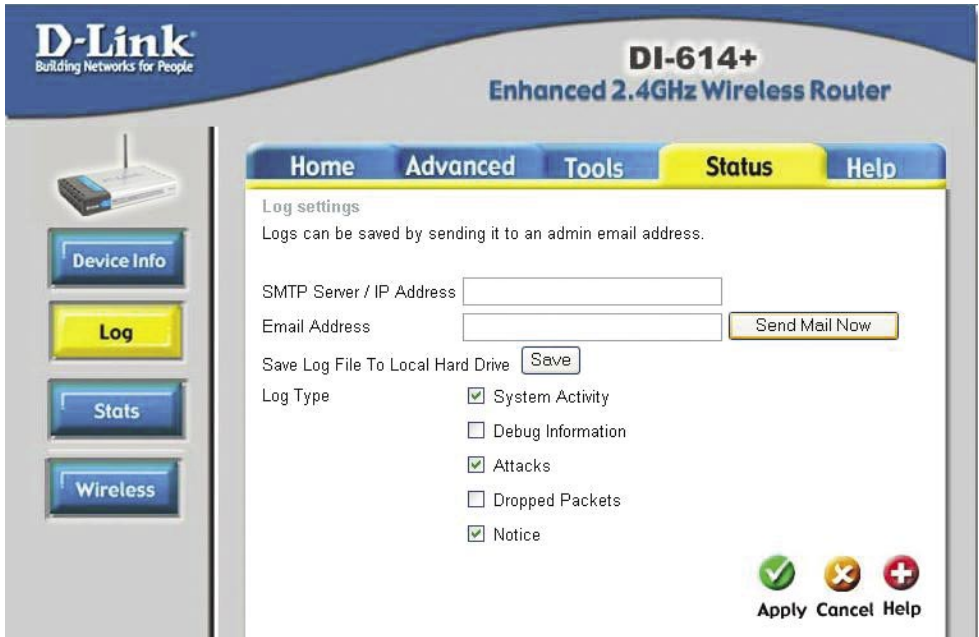 D-Link
Building Networks for People
DI-614+
Enhanced 2.4GHz Wireless Router
Home Advanced Tools Status Help
Device Info
Log
Stats
Wireless
Log settings
Logs can be saved by sending it to an admin email address.
SMTP Server / IP Address
Email Address Send Mail Now
Save Log File To Local Hard Drive Save
Log Type System Activity
Debug Information
Attacks
Dropped Packets
Notice
Apply Cancel Help